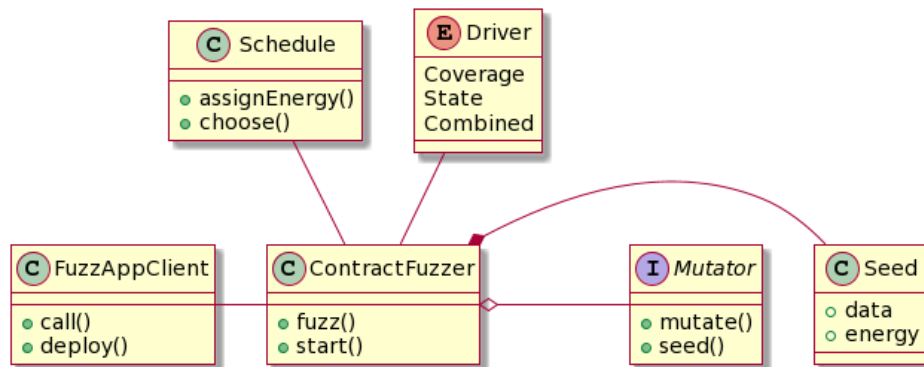 C Schedule
assignEnergy()
choose()
E Driver
Coverage
State
Combined
C FuzzAppClient
call()
deploy()
C ContractFuzzer
fuzz()
start()
I Mutator
mutate()
seed()
C Seed
data
energy